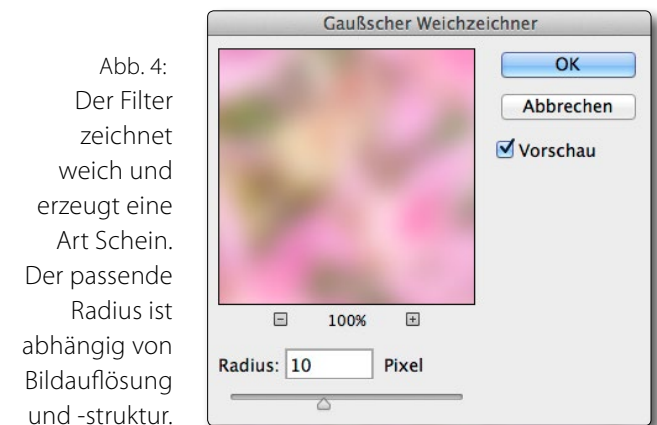 Abb. 4:
Der Filter
zeichnet
weich und
erzeugt eine
Art Schein.
Der passende
Radius ist
abhängig von
Bildauflösung
und -struktur.
Gaußscher Weichzeichner
OK
Abbrechen
Vorschau
100%
Radius: 10 Pixel